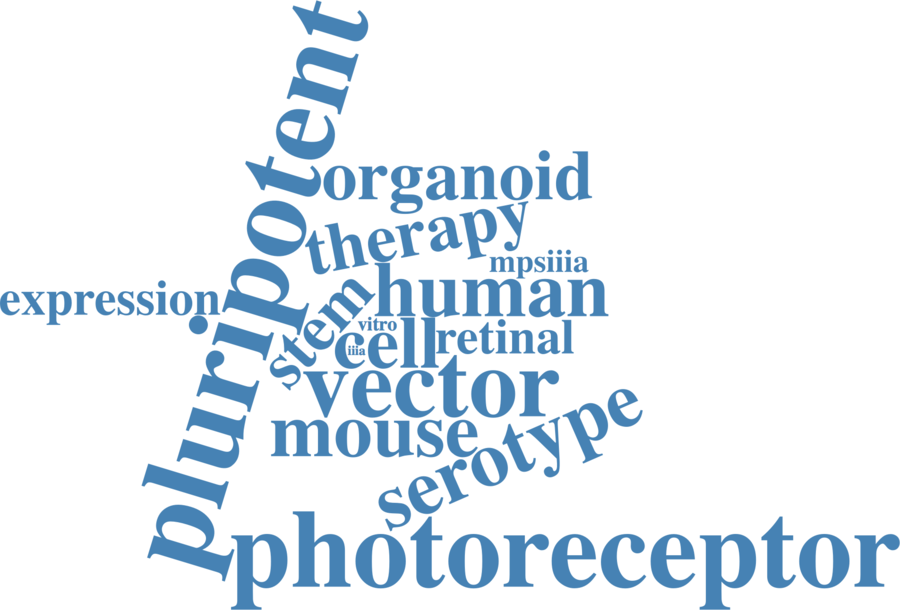 pluripotent
organoid
therapy
mpsiiia
expression
human
stem
vitro
cell
iiia
retinal
vector
mouse
serotype
photoreceptor